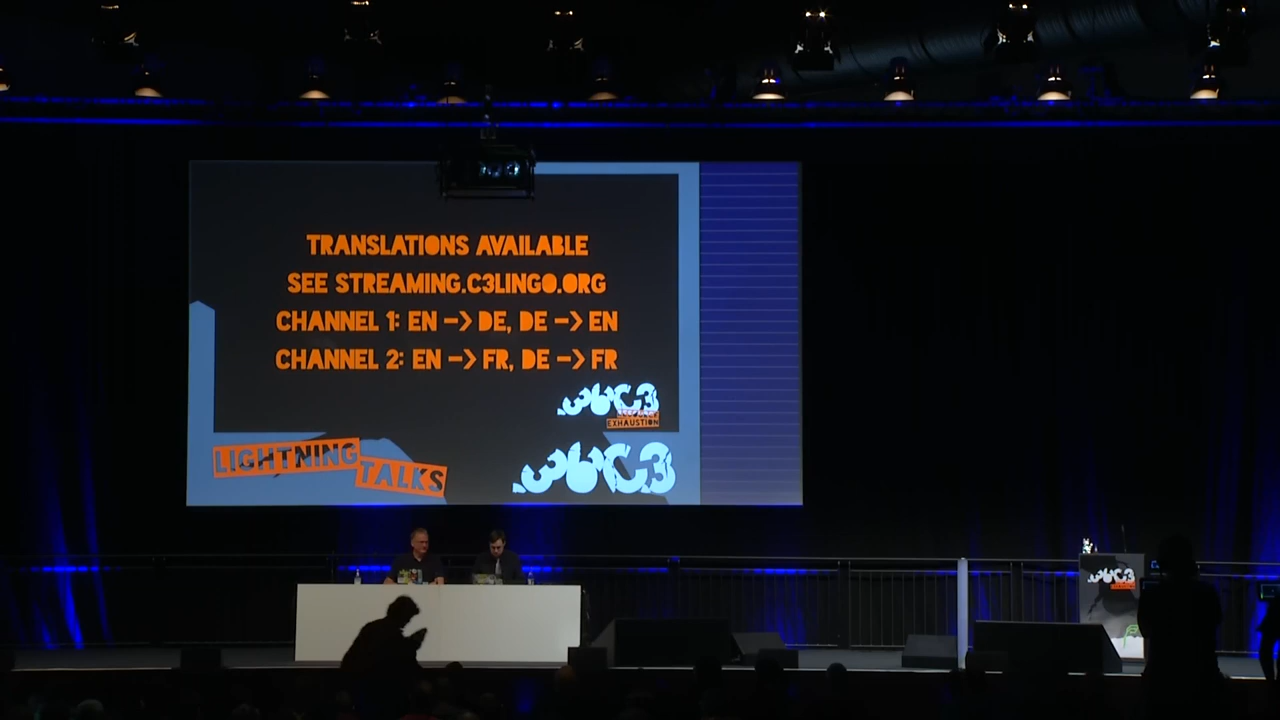 TRANSLATIONS AVAILABLE
SEE STREAMING.C3LINGO.ORG
CHANNEL 1: EN -> DE, DE -> EN
CHANNEL 2: EN -> FR, DE -> FR
36C3
EXHAUSTION
LIGHTNING
TALKS
36C3
36C3